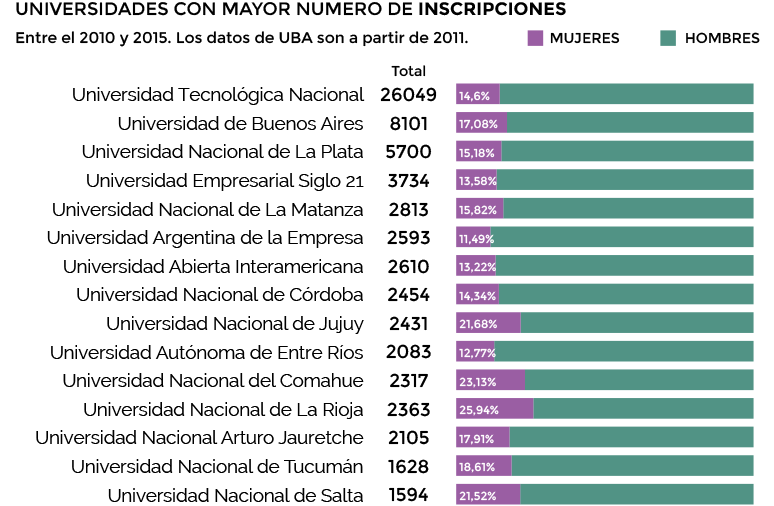 UNIVERSIDADES CON MAYOR NUMERO DE INSCRIPCIONES
Entre el 2010 y 2015. Los datos de UBA son a partir de 2011.
MUJERES HOMBRES
Total
Universidad Tecnológica Nacional 26049 14,6%
Universidad de Buenos Aires 8101 17,08%
Universidad Nacional de La Plata 5700 15,18%
Universidad Empresarial Siglo 21 3734 13,58%
Universidad Nacional de La Matanza 2813 15,82%
Universidad Argentina de la Empresa 2593 11,49%
Universidad Abierta Interamericana 2610 13,22%
Universidad Nacional de Córdoba 2454 14,34%
Universidad Nacional de Jujuy 2431 21,68%
Universidad Autónoma de Entre Ríos 2083 12,77%
Universidad Nacional del Comahue 2317 23,13%
Universidad Nacional de La Rioja 2363 25,94%
Universidad Nacional Arturo Jauretche 2105 17,91%
Universidad Nacional de Tucumán 1628 18,61%
Universidad Nacional de Salta 1594 21,52%